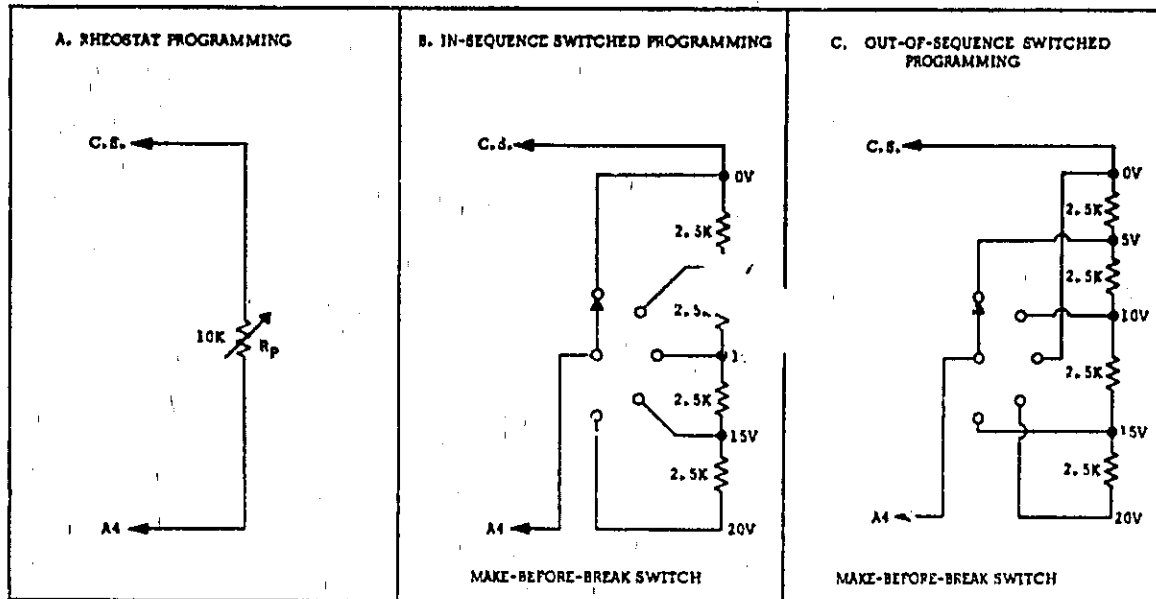 A. RHEOSTAT PROGRAMMING
C.S.
10K
Rp
A4
B. IN-SEQUENCE SWITCHED PROGRAMMING
C.S.
0V
2.5K
2.5K
15V
2.5K
20V
A4
MAKE-BEFORE-BREAK SWITCH
C. OUT-OF-SEQUENCE SWITCHED
PROGRAMMING
C.S.
0V
2.5K
5V
2.5K
10V
2.5K
15V
2.5K
20V
A4
MAKE-BEFORE-BREAK SWITCH